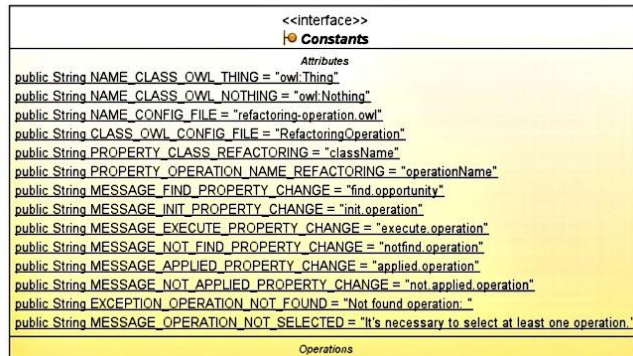 <<interface>>
Constants
Attributes
public String NAME_CLASS_OWL_THING = "owl:Thing"
public String NAME_CLASS_OWL_NOTHING = "owl:Nothing"
public String NAME_CONFIG_FILE = "refactoring-operation.owl"
public String CLASS_OWL_CONFIG_FILE = "RefactoringOperation"
public String PROPERTY_CLASS_REFACTORING = "className"
public String PROPERTY_OPERATION_NAME_REFACTORING = "operationName"
public String MESSAGE_FIND_PROPERTY_CHANGE = "find.opportunity"
public String MESSAGE_INIT_PROPERTY_CHANGE = "init.operation"
public String MESSAGE_EXECUTE_PROPERTY_CHANGE = "execute.operation"
public String MESSAGE_NOT_FIND_PROPERTY_CHANGE = "notfind.operation"
public String MESSAGE_APPLIED_PROPERTY_CHANGE = "applied.operation"
public String MESSAGE_NOT_APPLIED_PROPERTY_CHANGE = "not.applied.operation"
public String EXCEPTION_OPERATION_NOT_FOUND = "Not found operation: "
public String MESSAGE_OPERATION_NOT_SELECTED = "It's necessary to select at least one operation."
Operations